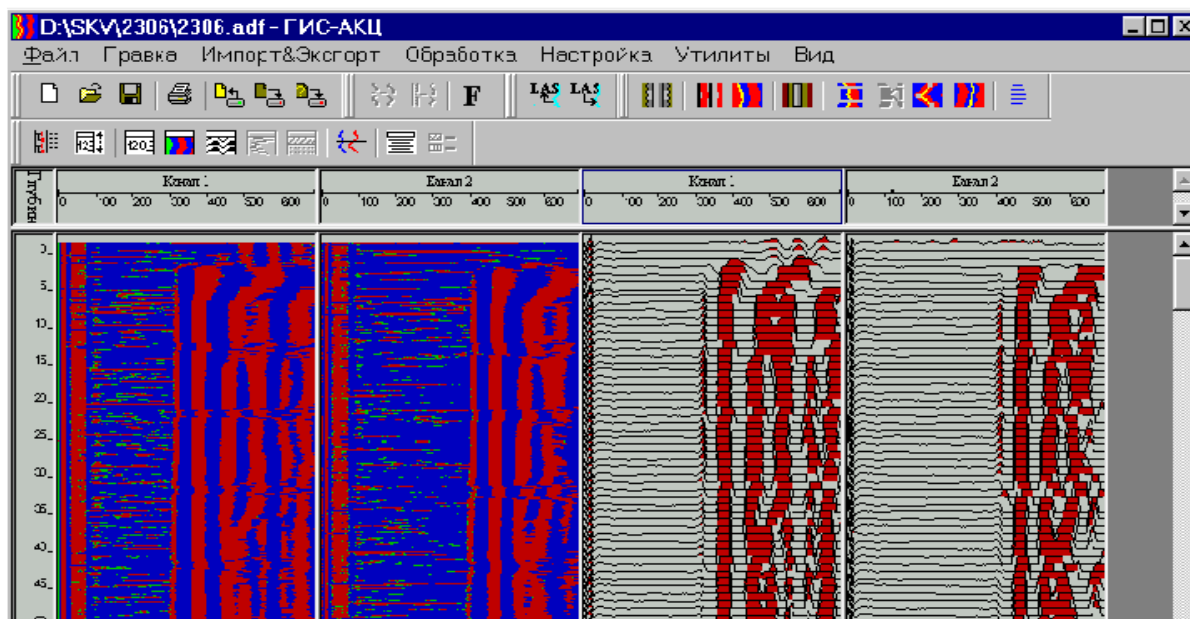 D:\SKV\2306\2306.adf - ГИС-АКЦ
Файл Правка Импорт&Экспорт Обработка Настройка Утилиты Вид
F LAS LAS
Канал 1 Канал 2 Канал 1 Канал 2
0 100 200 300 400 500 600 0 100 200 300 400 500 600 0 100 200 300 400 500 600 0 100 200 300 400 500 600
5
10
15
20
25
30
35
40
45